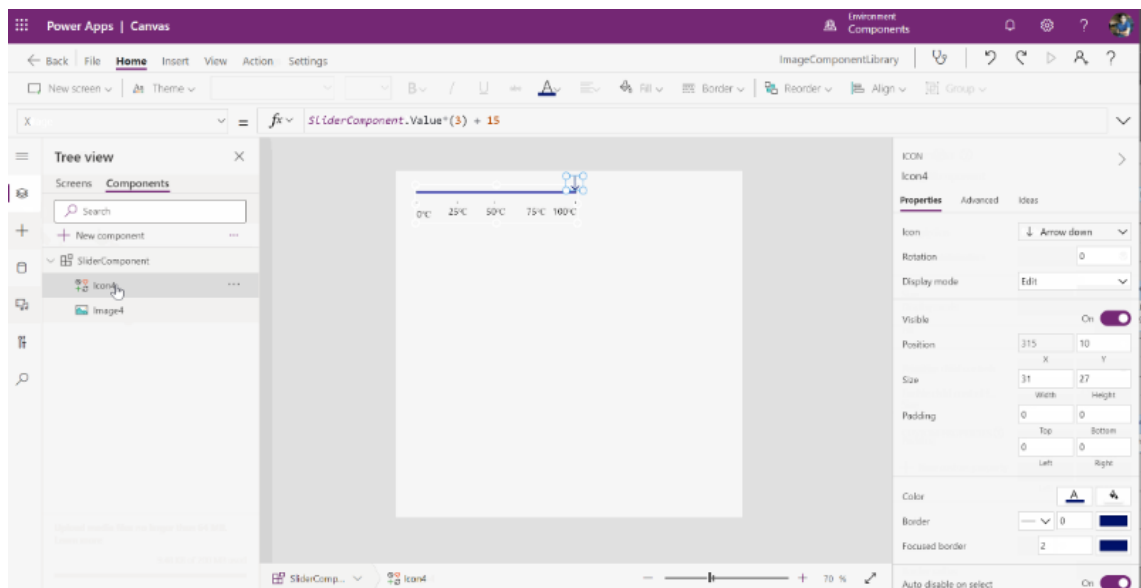 Power Apps | Canvas
Environment
Components
?
Back File Home Insert View Action Settings
ImageComponentLibrary
?
New screen Theme B / U abc A Fill Border Reorder Align Group
X = fx SliderComponent.Value*(3) + 15
Tree view
Screens Components
Search
New component
SliderComponent
Icon4
Image4
0°C 25°C 50°C 75°C 100°C
ICON
Icon4
Properties Advanced Ideas
Icon Arrow down
Rotation 0
Display mode Edit
Visible On
Position 315 10
X Y
Size 31 27
Width Height
Padding 0 0
Top Bottom
0 0
Left Right
Color A
Border 0
Focused border 2
Auto disable on select On
SliderComp... Icon4
70 %